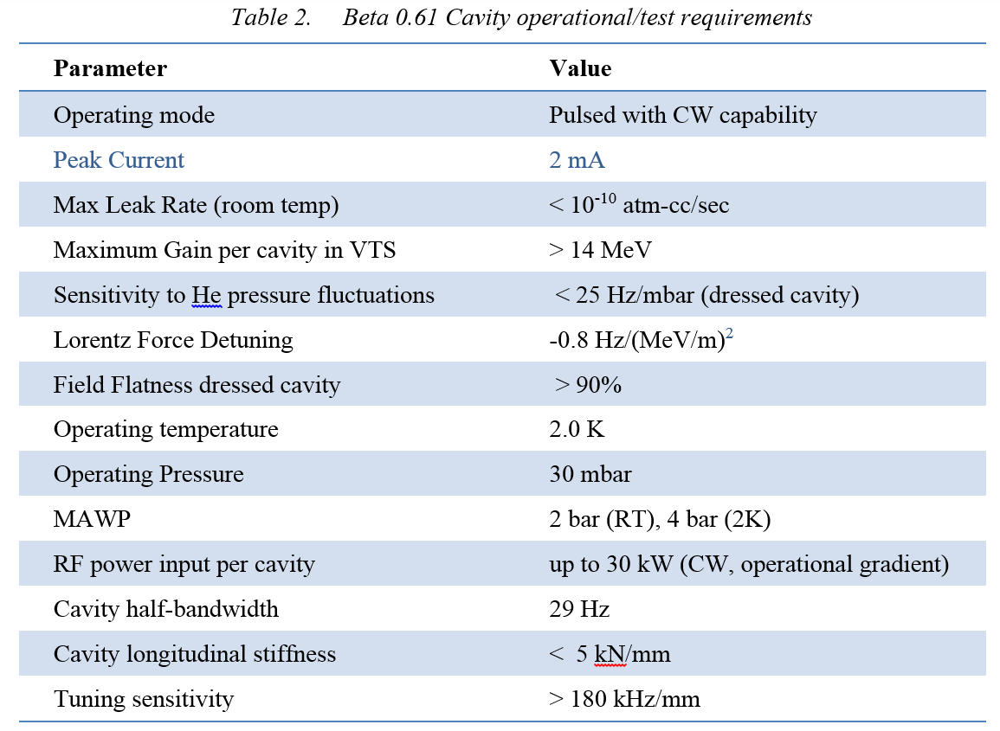 Table 2. Beta 0.61 Cavity operational/test requirements
Parameter Value
Operating mode Pulsed with CW capability
Peak Current 2 mA
Max Leak Rate (room temp) < 10⁻¹⁰ atm-cc/sec
Maximum Gain per cavity in VTS > 14 MeV
Sensitivity to He pressure fluctuations < 25 Hz/mbar (dressed cavity)
Lorentz Force Detuning -0.8 Hz/(MeV/m)²
Field Flatness dressed cavity > 90%
Operating temperature 2.0 K
Operating Pressure 30 mbar
MAWP 2 bar (RT), 4 bar (2K)
RF power input per cavity up to 30 kW (CW, operational gradient)
Cavity half-bandwidth 29 Hz
Cavity longitudinal stiffness < 5 kN/mm
Tuning sensitivity > 180 kHz/mm